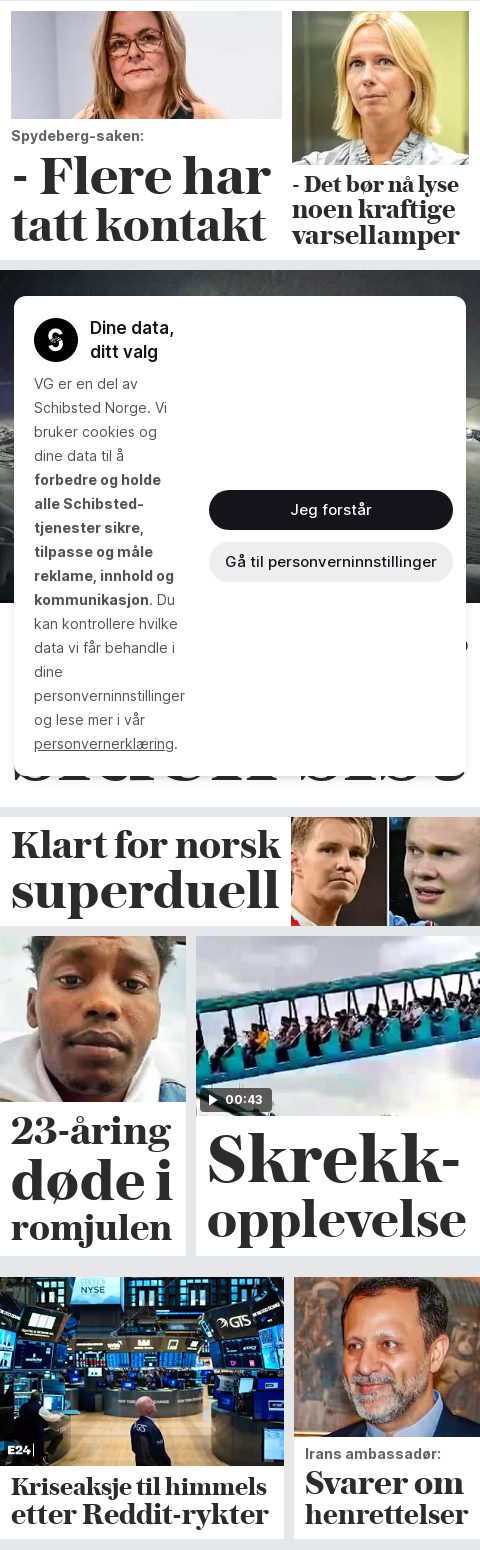 Spydeberg-saken:
- Flere har
tatt kontakt
- Det bør nå lyse
noen kraftige
varsellamper
Dine data,
ditt valg
VG er en del av
Schibsted Norge. Vi
bruker cookies og
dine data til å
forbedre og holde
alle Schibsted-
tjenester sikre,
tilpasse og måle
reklame, innhold og
kommunikasjon. Du
kan kontrollere hvilke
data vi får behandle i
dine
personverninnstillinger
og lese mer i vår
personvernerklæring.
Jeg forstår
Gå til personverninnstillinger
Klart for norsk
superduell
00:43
23-åring
døde i
romjulen
Skrekk-
opplevelse
LISTED
NYSE
GTS
E24
Kriseaksje til himmels
etter Reddit-rykter
Irans ambassadør:
Svarer om
henrettelser